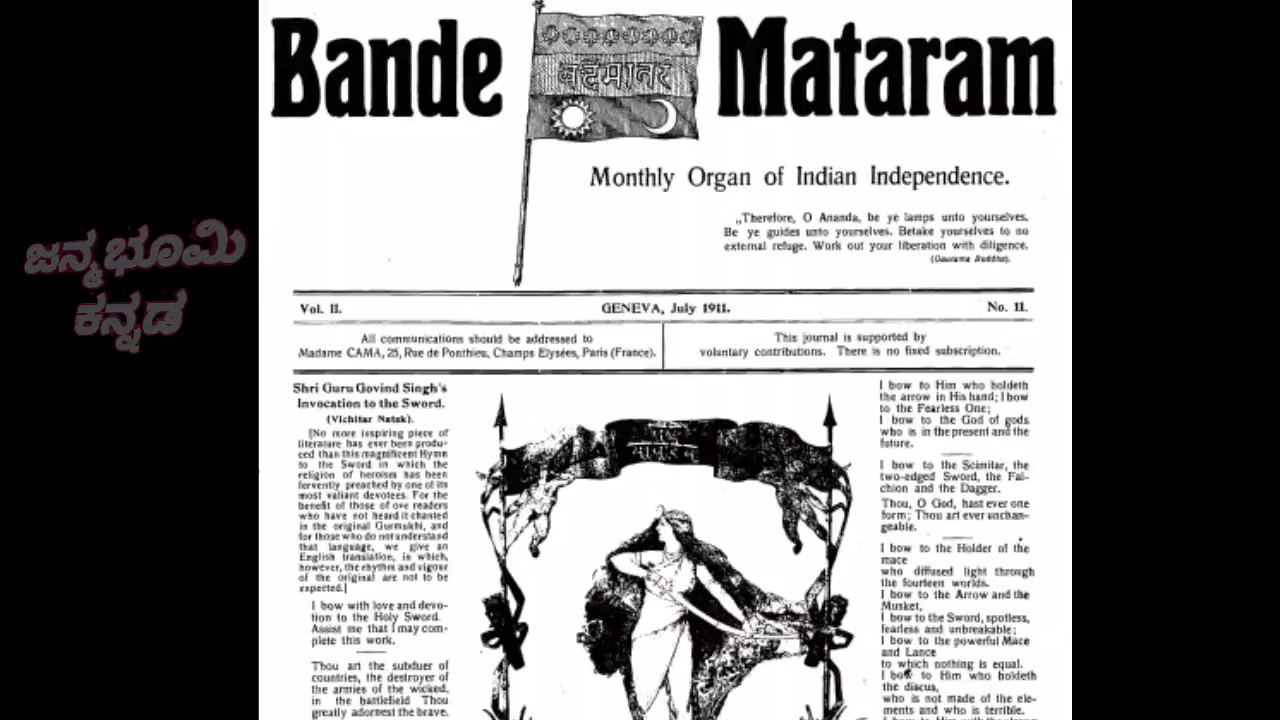 Bande Mataram
वंदेमातरं
Monthly Organ of Indian Independence.
„Therefore, O Ananda, be ye lamps unto yourselves.
Be ye guides unto yourselves. Betake yourselves to no
external refuge. Work out your liberation with diligence.
(Gautama Buddha).
Vol. II. GENEVA, July 1911. No. 11.
All communications should be addressed to
Madame CAMA, 25, Rue de Ponthieu, Champs Elysées, Paris (France).
This journal is supported by
voluntary contributions. There is no fixed subscription.
ಜನ್ಮಭೂಮಿ
ಕನ್ನಡ
Shri Guru Govind Singh's
Invocation to the Sword.
(Vichitar Natak).
[No more inspiring piece of
literature has ever been produ-
ced than this magnificent Hymn
to the Sword in which the
religion of heroism has been
fervently preached by one of its
most valiant devotees. For the
benefit of those of our readers
who have not heard it chanted
in the original Gurmukhi, and
for those who do not understand
that language, we give an
English translation, in which,
however, the rhythm and vigour
of the original are not to be
expected.]
I bow with love and devo-
tion to the Holy Sword.
Assist me that I may com-
plete this work.
Thou art the subduer of
countries, the destroyer of
the armies of the wicked,
in the battlefield Thou
greatly adornest the brave.
I bow to Him who holdeth
the arrow in His hand; I bow
to the Fearless One;
I bow to the God of gods
who is in the present and the
future.
I bow to the Scimitar, the
two-edged Sword, the Fal-
chion and the Dagger.
Thou, O God, hast ever one
form; Thou art ever unchan-
geable.
I bow to the Holder of the
mace
who diffused light through
the fourteen worlds.
I bow to the Arrow and the
Musket,
I bow to the Sword, spotless,
fearless and unbreakable;
I bow to the powerful Mace
and Lance
to which nothing is equal.
I bow to Him who holdeth
the discus,
who is not made of the ele-
ments and who is terrible.